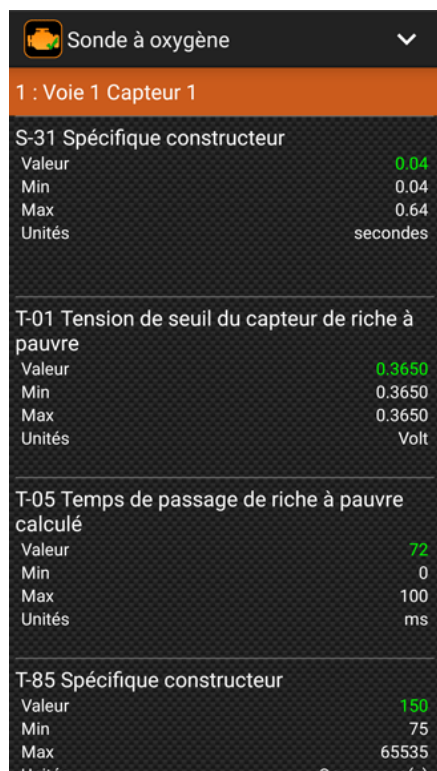 Sonde à oxygène
1 : Voie 1 Capteur 1
S-31 Spécifique constructeur
Valeur 0.04
Min 0.04
Max 0.64
Unités secondes
T-01 Tension de seuil du capteur de riche à
pauvre
Valeur 0.3650
Min 0.3650
Max 0.3650
Unités Volt
T-05 Temps de passage de riche à pauvre
calculé
Valeur 72
Min 0
Max 100
Unités ms
T-85 Spécifique constructeur
Valeur 150
Min 75
Max 65535